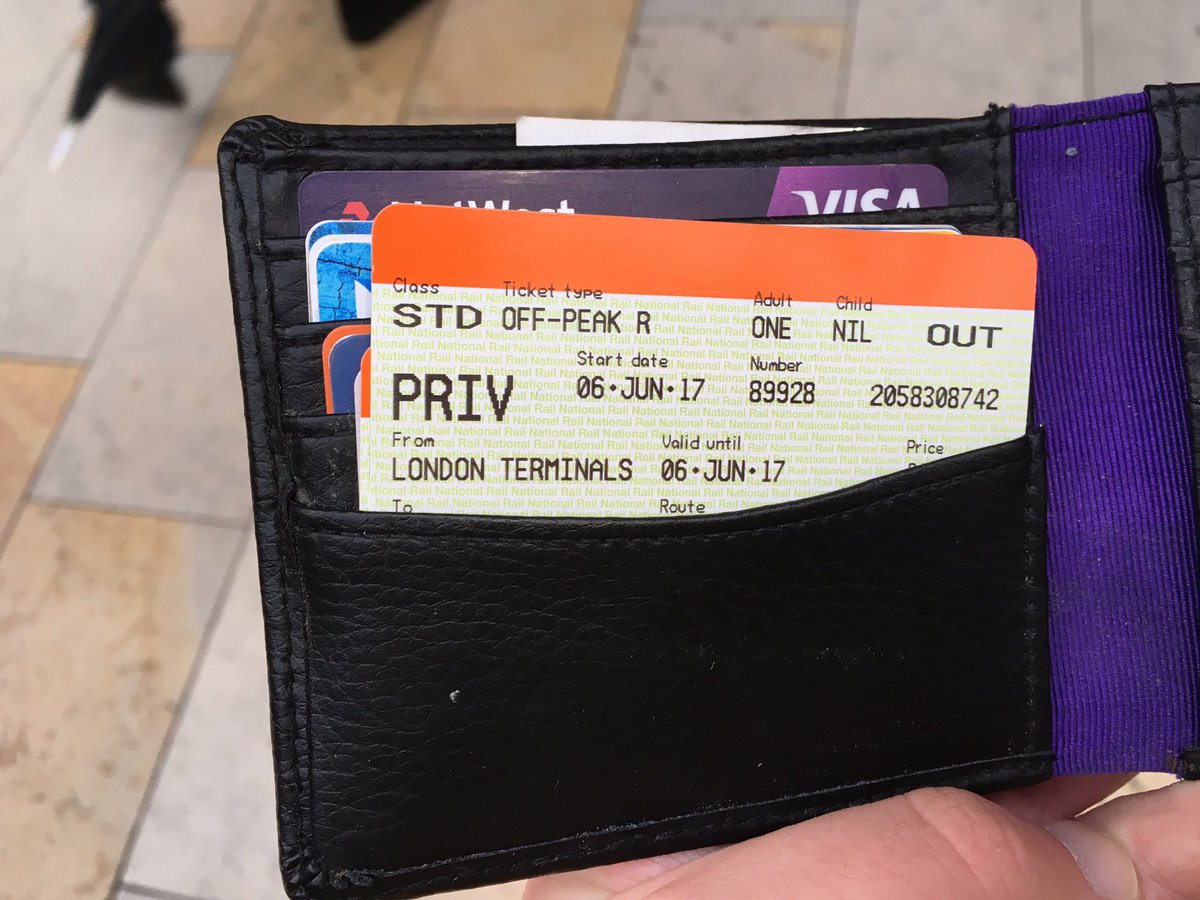 NatWest VISA
Class Ticket type Adult Child
STD OFF-PEAK R ONE NIL OUT
Start date Number
PRIV 06·JUN·17 89928 2058308742
From Valid until Price
LONDON TERMINALS 06·JUN·17
To Route